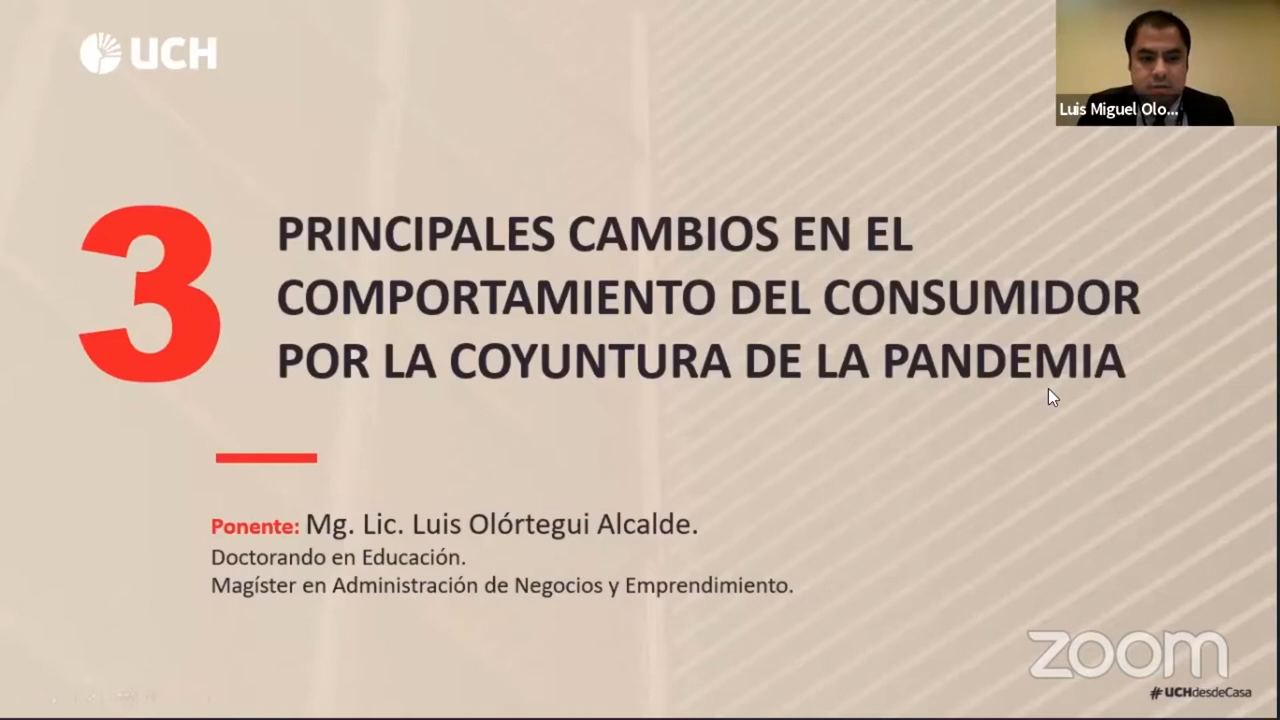 UCH
Luis Miguel Olo...
3
PRINCIPALES CAMBIOS EN EL
COMPORTAMIENTO DEL CONSUMIDOR
POR LA COYUNTURA DE LA PANDEMIA
Ponente: Mg. Lic. Luis Olórtegui Alcalde.
Doctorando en Educación.
Magíster en Administración de Negocios y Emprendimiento.
zoom
#UCHdesdeCasa